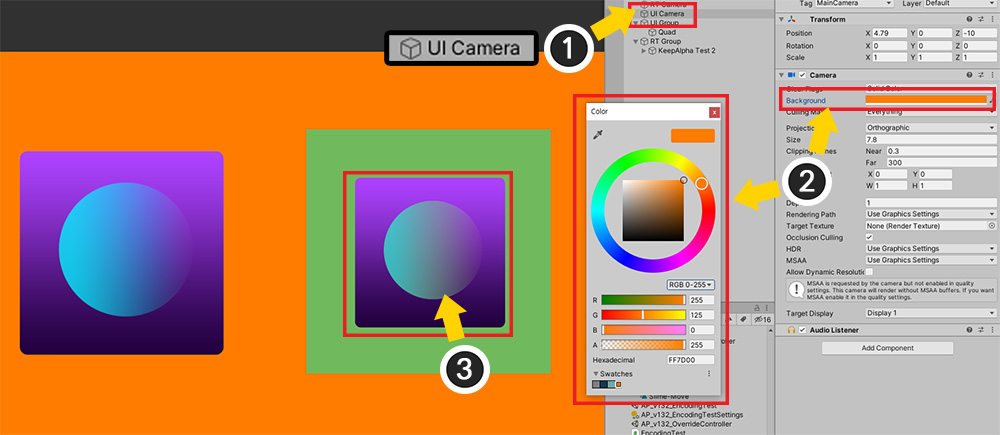 UI Camera
1
2
3
UI Camera
UI Group
Quad
RT Group
KeepAlpha Test 2
Color
RGB 0-255
R 255
G 125
B 0
A 255
Hexadecimal FF7D00
Swatches
16
Slime-Move
AP_v132_EncodingTest
AP_v132_EncodingTestSettings
AP_v132_OverrideController
EncodingTest
Tag MainCamera Layer Default
Transform
Position X 4.79 Y 0 Z -10
Rotation X 0 Y 0 Z 0
Scale X 1 Y 1 Z 1
Camera
Background
Everything
Projection Orthographic
Size 7.8
Clipping Near 0.3
Far 300
X 0 Y 0
W 1 H 1
1
Rendering Path Use Graphics Settings
Target Texture None (Render Texture)
Occlusion Culling
HDR Use Graphics Settings
MSAA Use Graphics Settings
Allow Dynamic Resolutic
MSAA is requested by the camera but not enabled in quality
settings. This camera will render without MSAA buffers. If you want
MSAA enable it in the quality settings.
Target Display Display 1
Audio Listener
Add Component